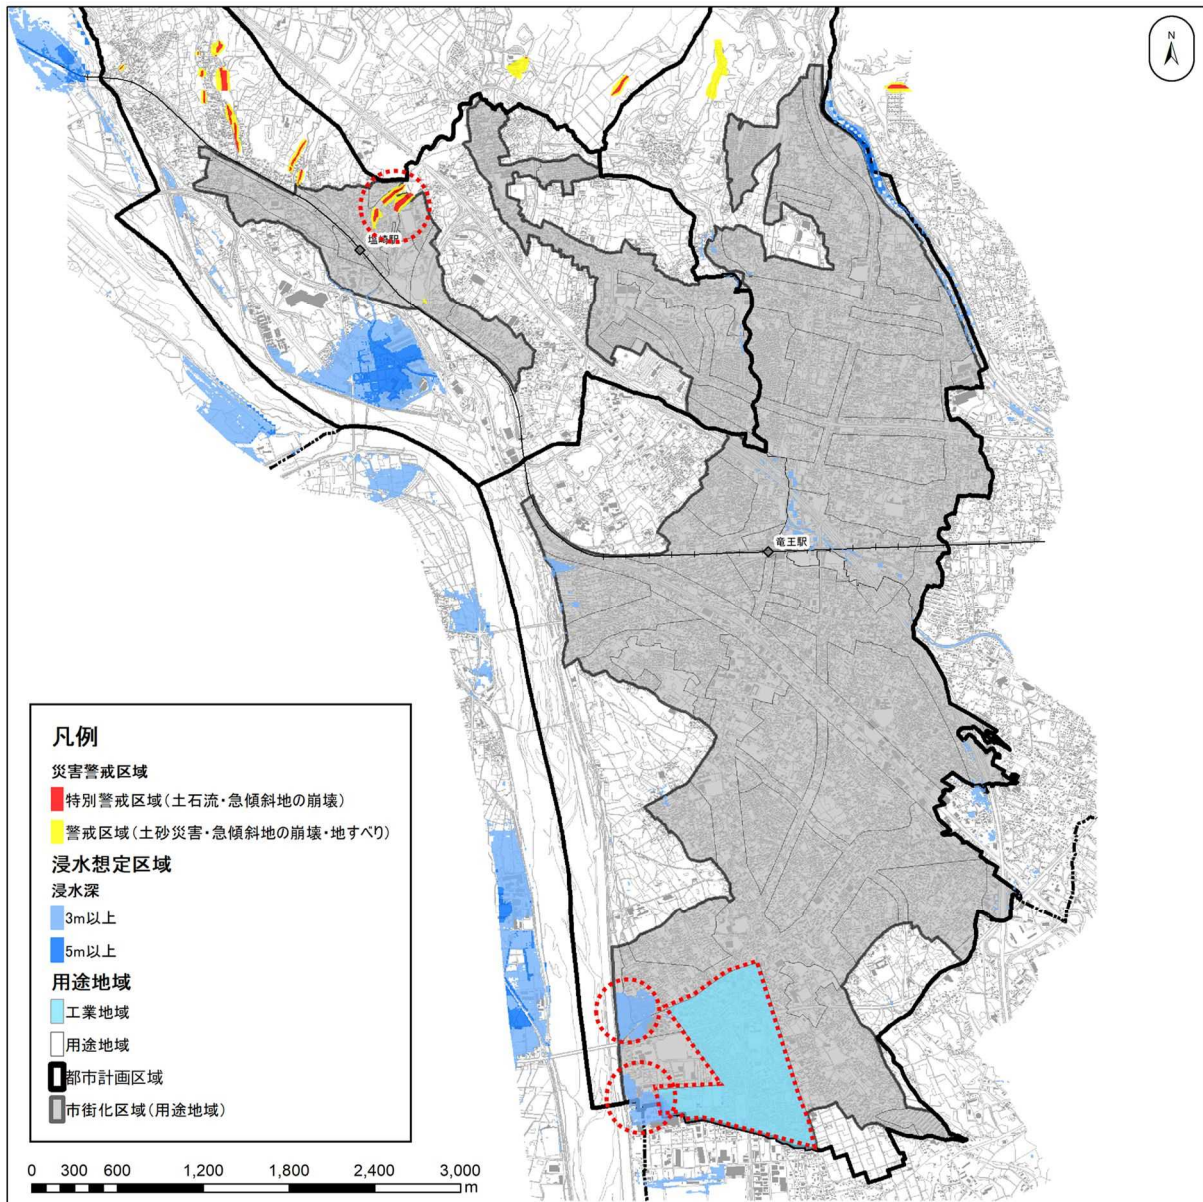 N
塩崎駅
竜王駅
凡例
災害警戒区域
特別警戒区域(土石流・急傾斜地の崩壊)
警戒区域(土砂災害・急傾斜地の崩壊・地すべり)
浸水想定区域
浸水深
3m以上
5m以上
用途地域
工業地域
用途地域
都市計画区域
市街化区域(用途地域)
0 300 600 1,200 1,800 2,400 3,000
m